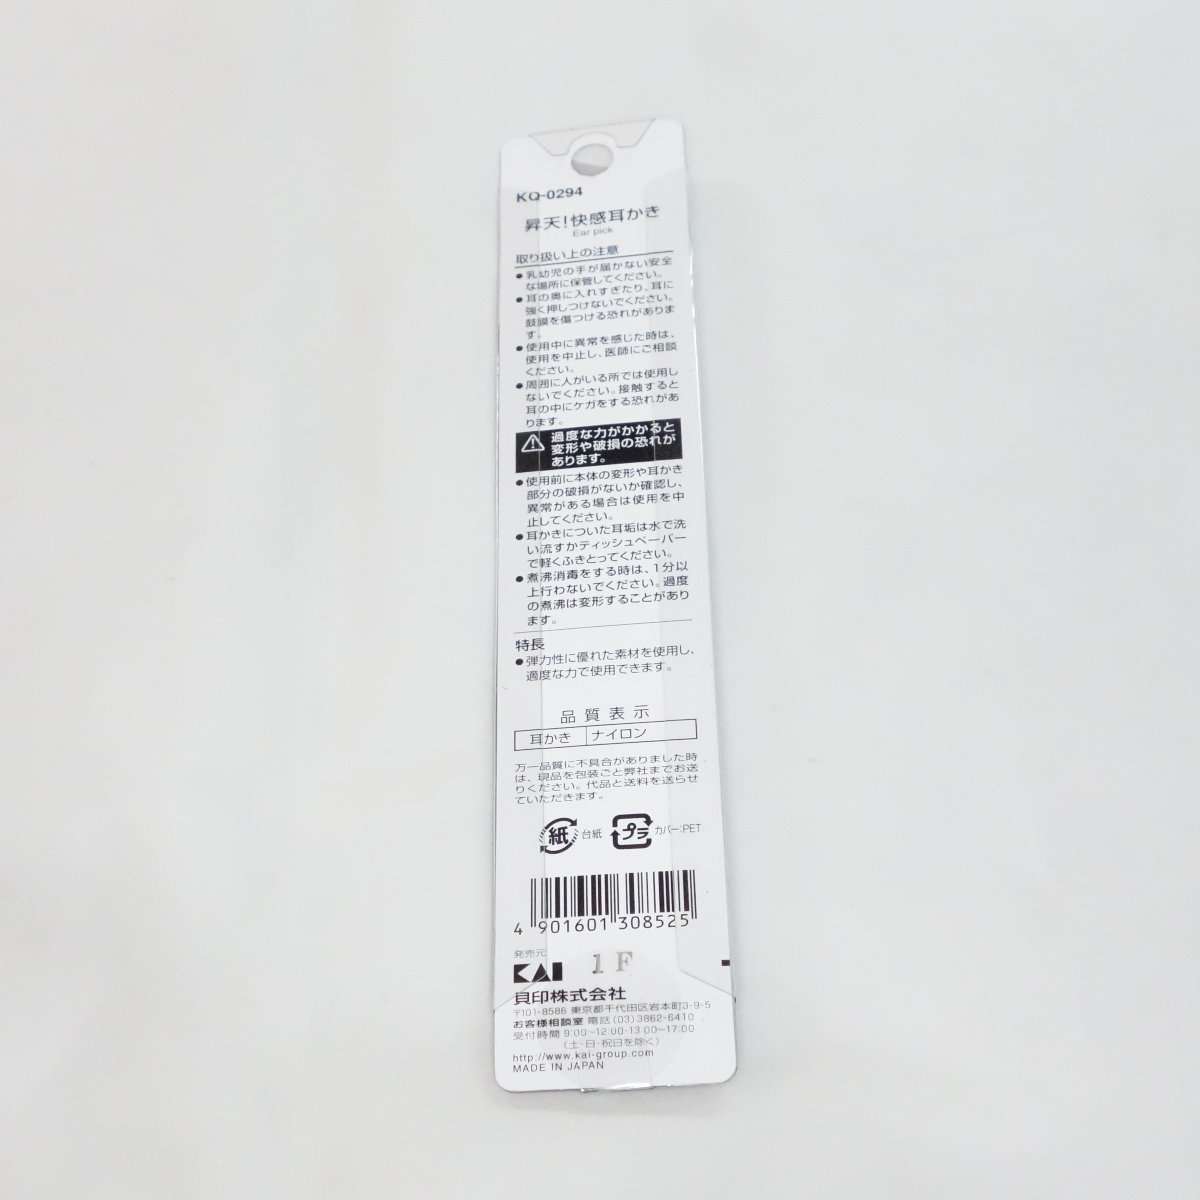 KQ-0294
昇天!快感耳かき
Ear pick
取り扱い上の注意
●乳幼児の手が届かない安全
な場所に保管してください。
●耳の奥に入れすぎたり、耳に
強く押しつけないでください。
鼓膜を傷つける恐れがありま
す。
●使用中に異常を感じた時は、
使用を中止し、医師にご相談
ください。
●周囲に人がいる所では使用し
ないでください。接触すると
耳の中にケガをする恐れがあ
ります。
過度な力がかかると
変形や破損の恐れが
あります。
●使用前に本体の変形や耳かき
部分の破損がないか確認し、
異常がある場合は使用を中
止してください。
●耳かきについた耳垢は水で洗
い流すかティッシュペーパー
で軽くふきとってください。
●煮沸消毒をする時は、1分以
上行わないでください。過度
の煮沸は変形することがあり
ます。
特長
●弾力性に優れた素材を使用し、
適度な力で使用できます。
品質表示
耳かき ナイロン
万一品質に不具合がありました時
は、現品を包装ごと弊社までお送
りください。代品と送料を送らせ
ていただきます。
紙 台紙 プラ カバー:PET
4 901601 308525
発売元
KAI 1F
貝印株式会社
〒101-8586 東京都千代田区岩本町3-9-5
お客様相談室 電話(03)3862-6410
受付時間 9:00~12:00・13:00~17:00
(土・日・祝日を除く)
http://www.kai-group.com
MADE IN JAPAN